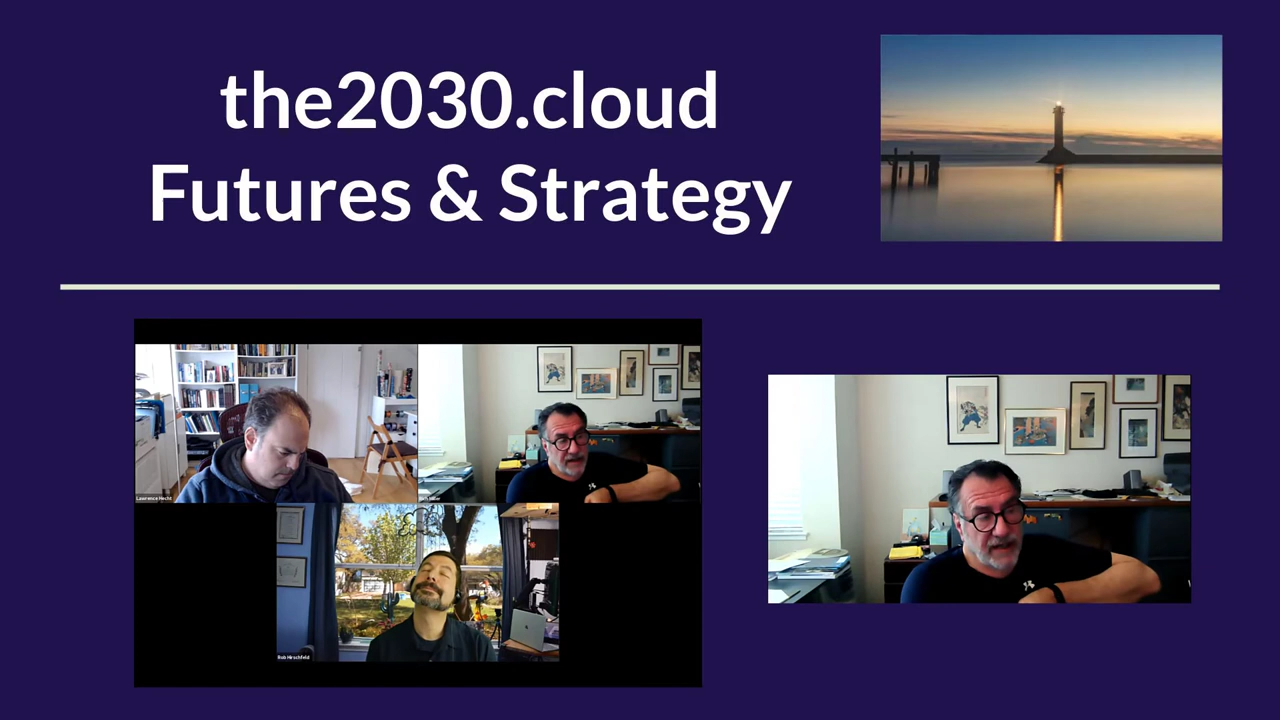 the2030.cloud
Futures & Strategy
Lawrence Hecht
Rob Hirschfeld